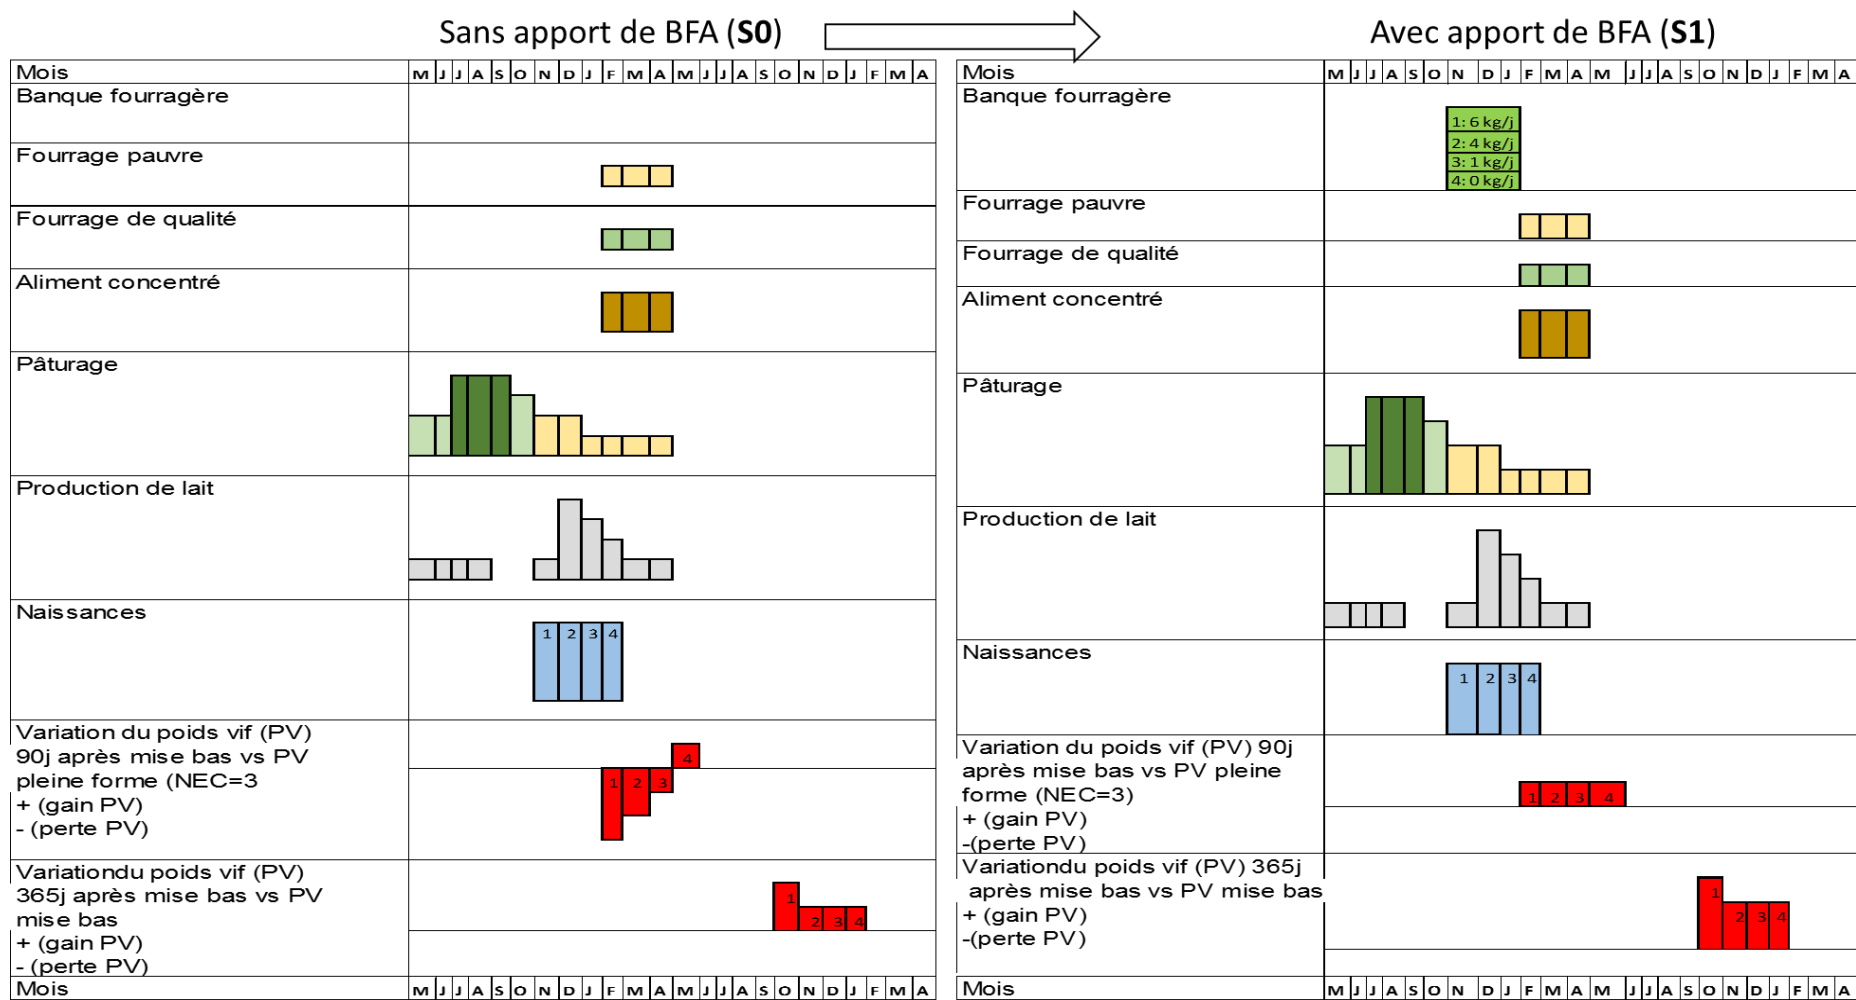 Sans apport de BFA (S0)
Avec apport de BFA (S1)
Mois
M J J A S O N D J F M A M J J A S O N D J F M A
Banque fourragère
Fourrage pauvre
Fourrage de qualité
Aliment concentré
Pâturage
Production de lait
Naissances
1 2 3 4
Variation du poids vif (PV)
90j après mise bas vs PV
pleine forme (NEC=3
+ (gain PV)
- (perte PV)
1 2 3 4
Variationdu poids vif (PV)
365j après mise bas vs PV
mise bas
+ (gain PV)
- (perte PV)
1 2 3 4
Mois
M J J A S O N D J F M A M J J A S O N D J F M A
Mois
M J J A S O N D J F M A M J J A S O N D J F M A
Banque fourragère
1: 6 kg/j
2: 4 kg/j
3: 1 kg/j
4: 0 kg/j
Fourrage pauvre
Fourrage de qualité
Aliment concentré
Pâturage
Production de lait
Naissances
1 2 3 4
Variation du poids vif (PV) 90j
après mise bas vs PV pleine
forme (NEC=3)
+ (gain PV)
-(perte PV)
1 2 3 4
Variationdu poids vif (PV) 365j
après mise bas vs PV mise bas
+ (gain PV)
-(perte PV)
1 2 3 4
Mois
M J J A S O N D J F M A M J J A S O N D J F M A